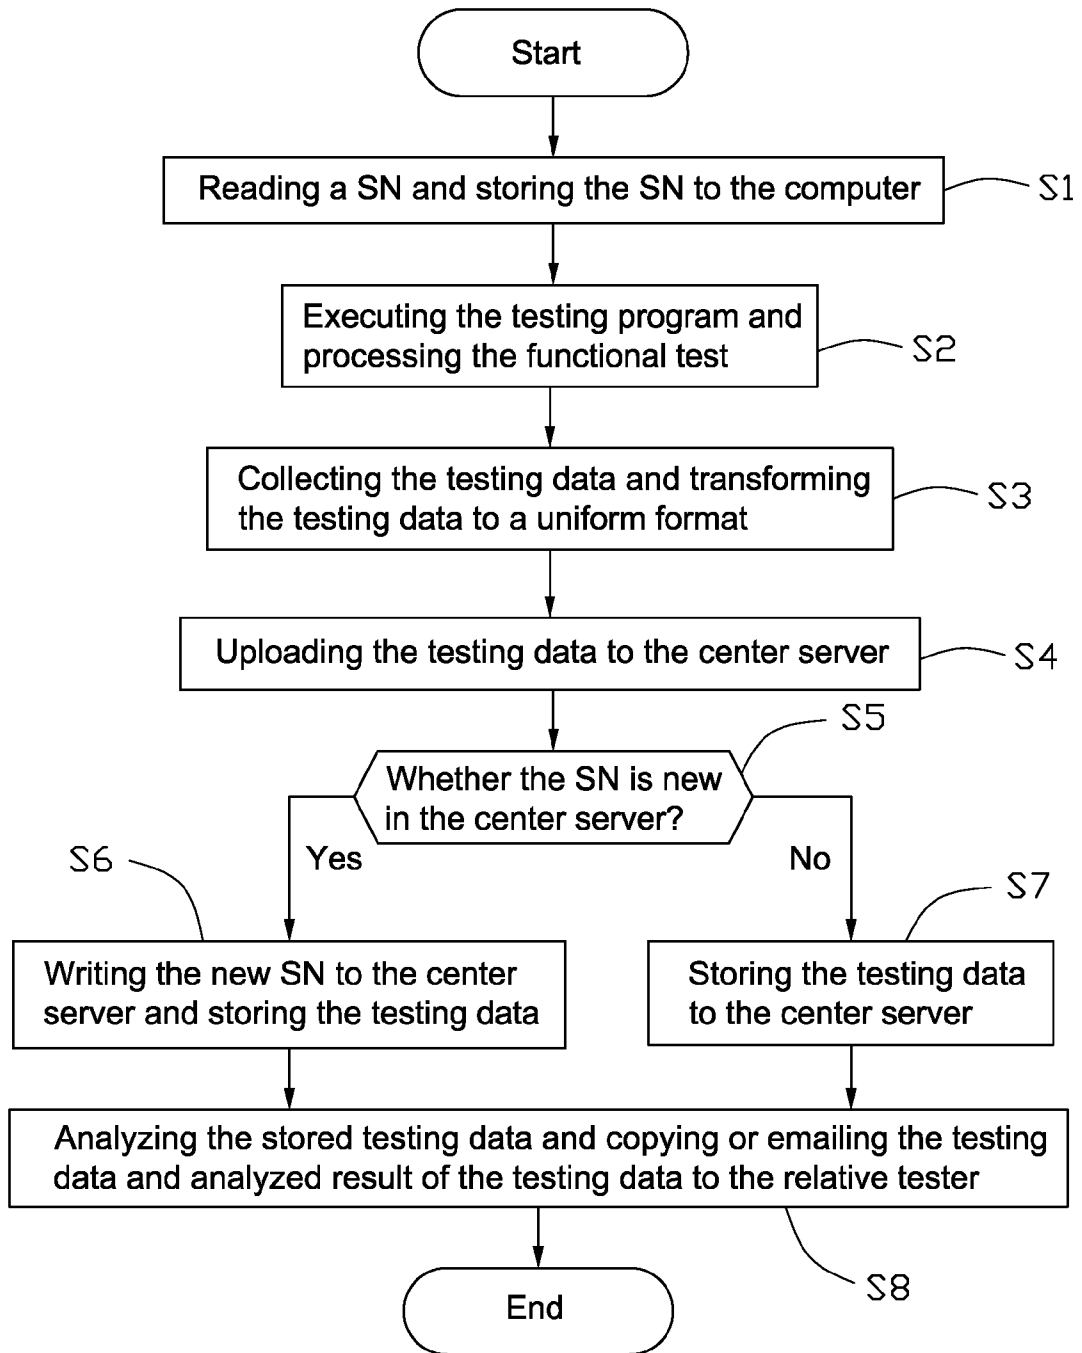 Start
Reading a SN and storing the SN to the computer
S1
Executing the testing program and
processing the functional test
S2
Collecting the testing data and transforming
the testing data to a uniform format
S3
Uploading the testing data to the center server
S4
S5
Whether the SN is new
in the center server?
Yes
No
S6
S7
Writing the new SN to the center
server and storing the testing data
Storing the testing data
to the center server
Analyzing the stored testing data and copying or emailing the testing
data and analyzed result of the testing data to the relative tester
S8
End